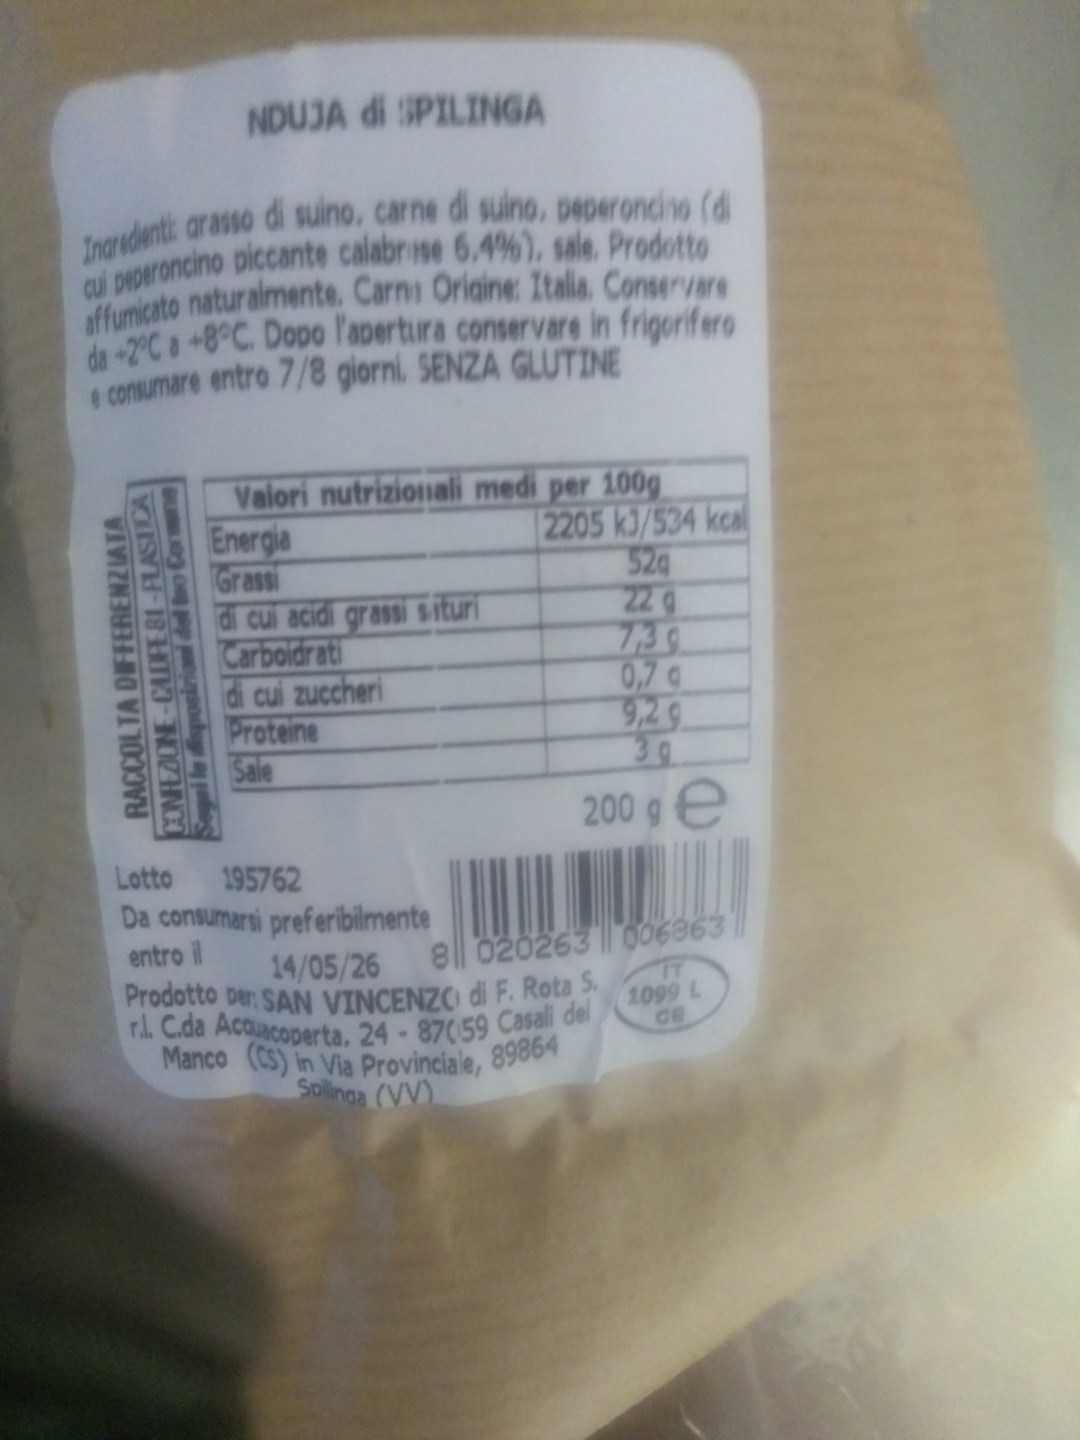 NDUJA di SPILINGA
Ingredienti: grasso di suino, carne di suino, peperoncino (di
cui peperoncino piccante calabrese 6,4%), sale. Prodotto
affumicato naturalmente. Carni Origine: Italia. Conservare
da +2°C a +8°C. Dopo l'apertura conservare in frigorifero
e consumare entro 7/8 giorni. SENZA GLUTINE
RACCOLTA DIFFERENZIATA
CONFEZIONE - C/LDPE 81 - PLASTICA
Segui le disposizioni del tuo Comune
Valori nutrizionali medi per 100g
Energia 2205 kJ/534 kcal
Grassi 52g
di cui acidi grassi saturi 22 g
Carboidrati 7,3 g
di cui zuccheri 0,7 g
Proteine 9,2 g
Sale 3 g
200 g e
Lotto 195762
Da consumarsi preferibilmente
entro il 14/05/26
8 020263 006863
Prodotto per: SAN VINCENZO di F. Rota S.
r.l. C.da Acquacoperta, 24 - 87059 Casali del
Manco (CS) in Via Provinciale, 89864
Spilinga (VV)
IT
1099 L
CE